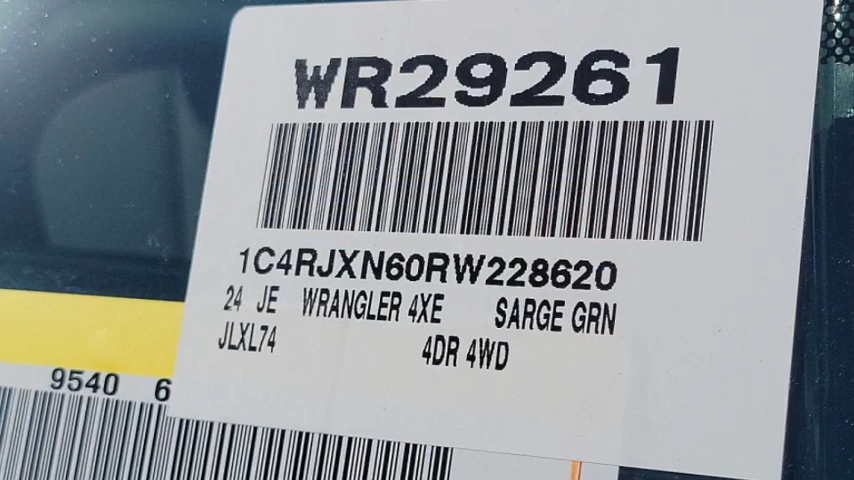 WR29261
1C4RJXN60RW228620
24 JE WRANGLER 4XE SARGE GRN
JLXL74 4DR 4WD
9540 6